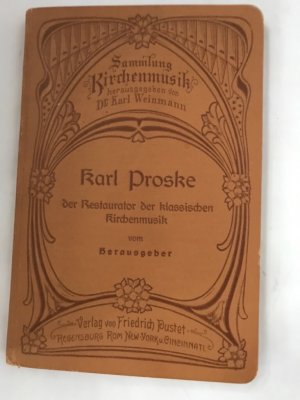 Sammlung
Kirchenmusik
herausgegeben von
Dr Karl Weinmann
Karl Proske
der Restaurator der klassischen
Kirchenmusik
vom
Herausgeber
Verlag von Friedrich Pustet
REGENSBURG ROM NEW-YORK U. CINCINNATI.